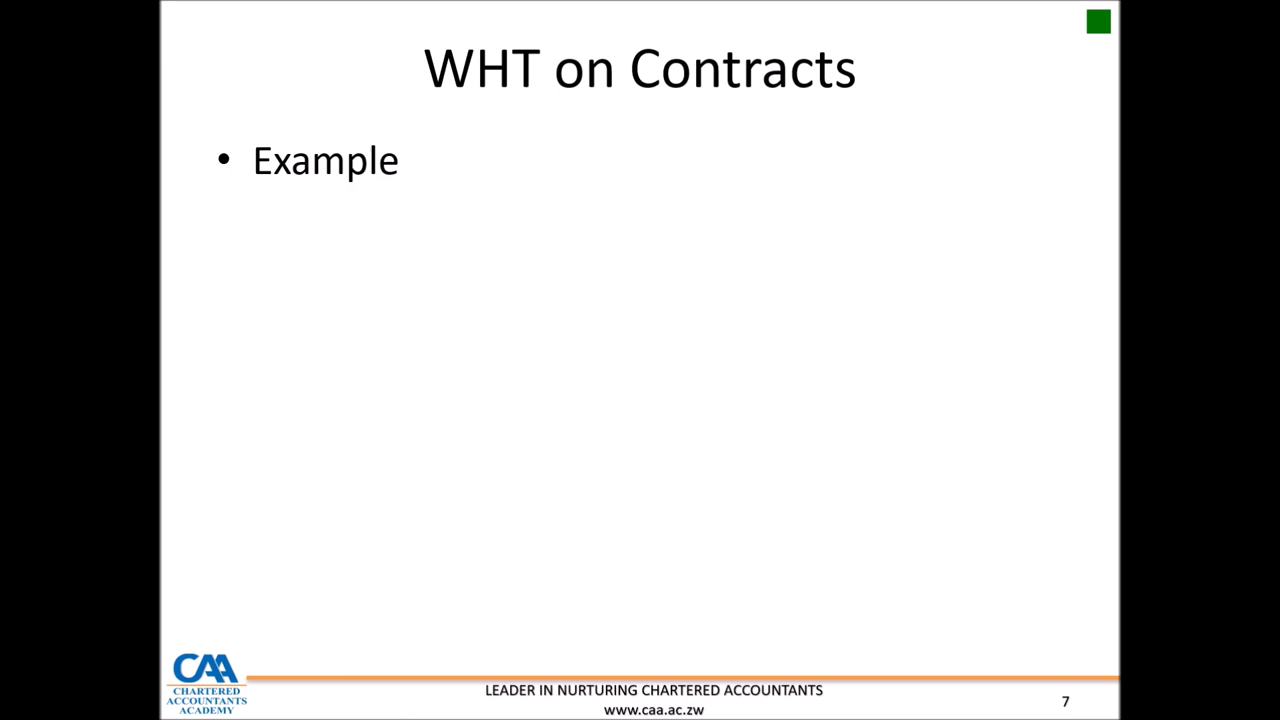 WHT on Contracts
• Example
CAA
CHARTERED
ACCOUNTANTS
ACADEMY
LEADER IN NURTURING CHARTERED ACCOUNTANTS
www.caa.ac.zw
7